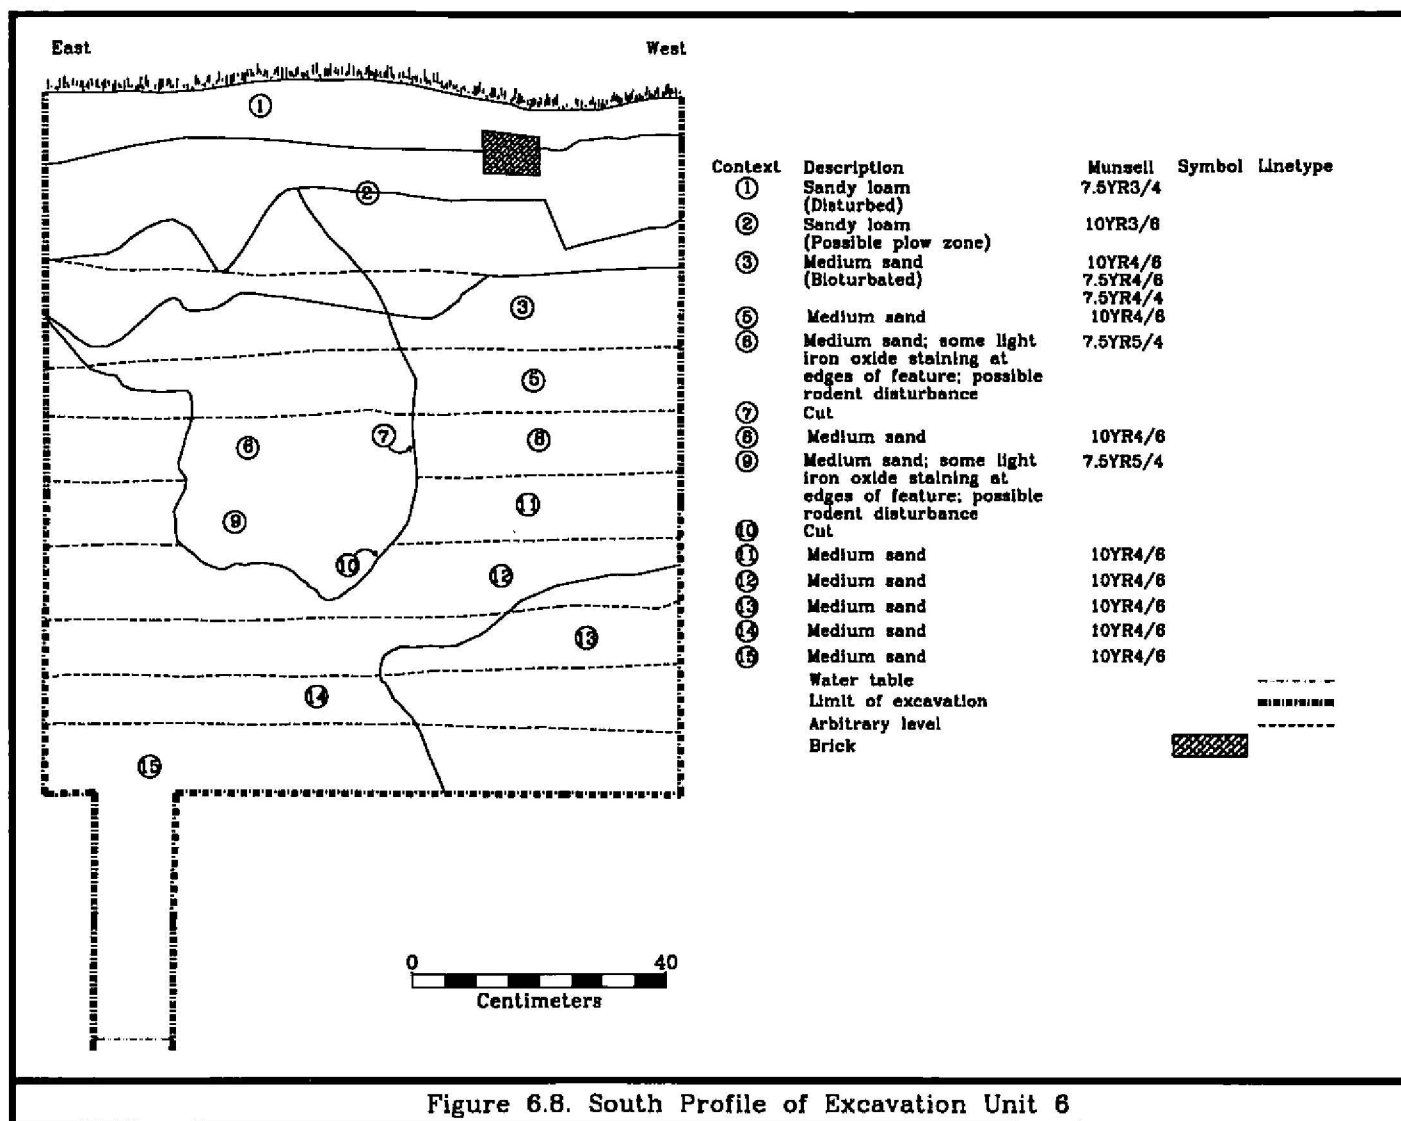 East West
①
②
③
⑤
⑥ ⑦ ⑧
⑨ ⑪
⑩ ⑫
⑬
⑭
⑮
0 40
Centimeters
Context Description Munsell Symbol Linetype
① Sandy loam 7.5YR3/4
(Disturbed)
② Sandy loam 10YR3/6
(Possible plow zone)
③ Medium sand 10YR4/6
(Bioturbated) 7.5YR4/6
7.5YR4/4
⑤ Medium sand 10YR4/6
⑥ Medium sand; some light 7.5YR5/4
iron oxide staining at
edges of feature; possible
rodent disturbance
⑦ Cut
⑧ Medium sand 10YR4/6
⑨ Medium sand; some light 7.5YR5/4
iron oxide staining at
edges of feature; possible
rodent disturbance
⑩ Cut
⑪ Medium sand 10YR4/6
⑫ Medium sand 10YR4/6
⑬ Medium sand 10YR4/6
⑭ Medium sand 10YR4/6
⑮ Medium sand 10YR4/6
Water table
Limit of excavation
Arbitrary level
Brick
Figure 6.8. South Profile of Excavation Unit 6